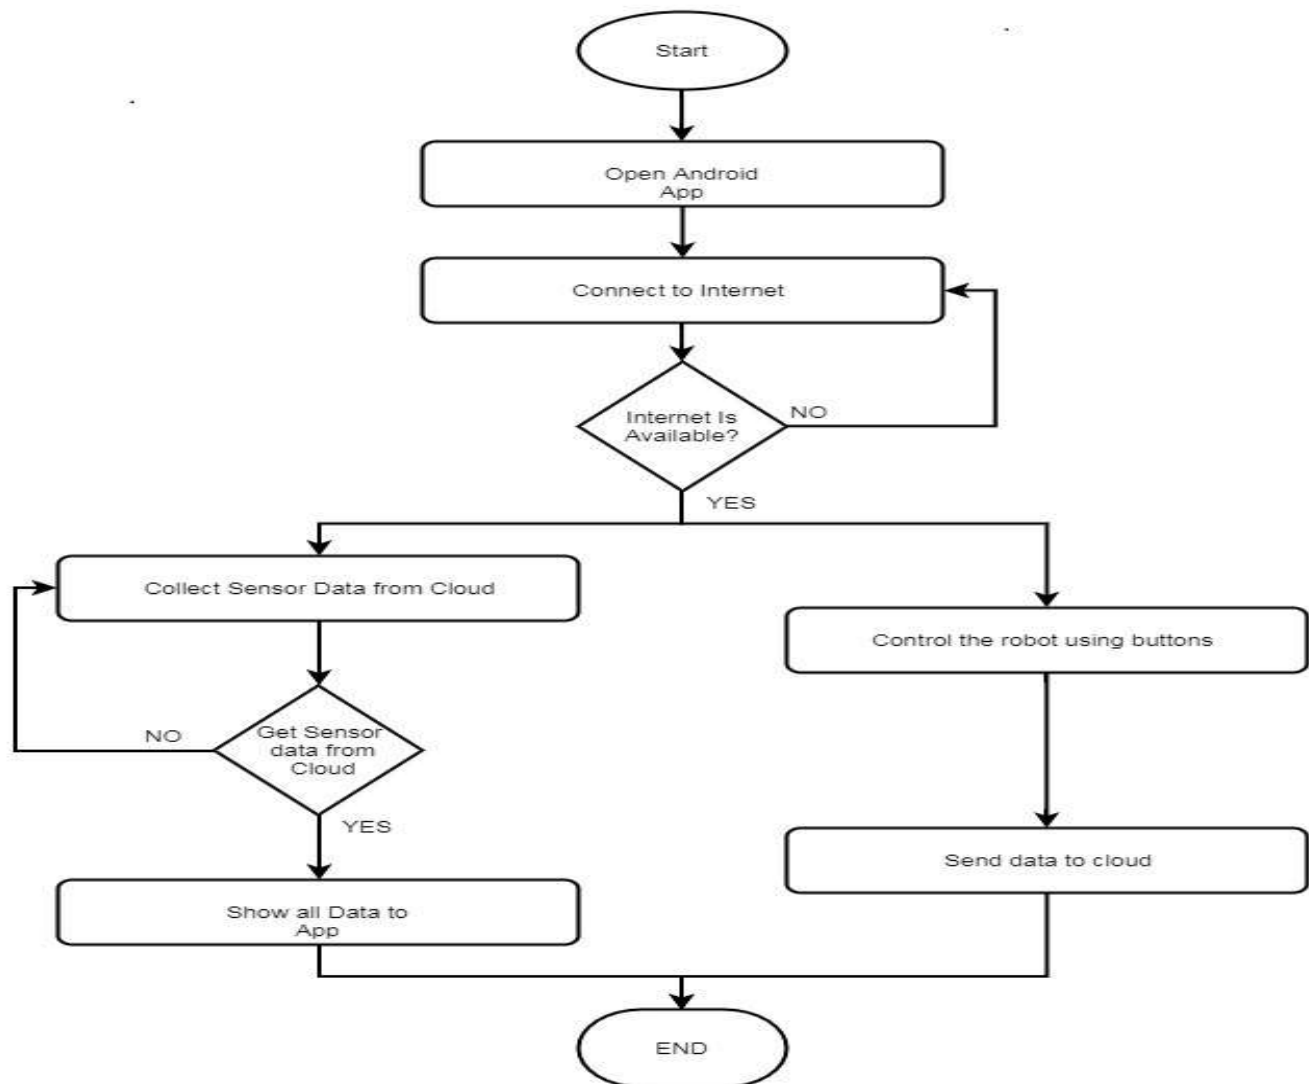 Start
Open Android
App
Connect to Internet
Internet Is
Available?
NO
YES
Collect Sensor Data from Cloud
Control the robot using buttons
Get Sensor
data from
Cloud
NO
YES
Send data to cloud
Show all Data to
App
END